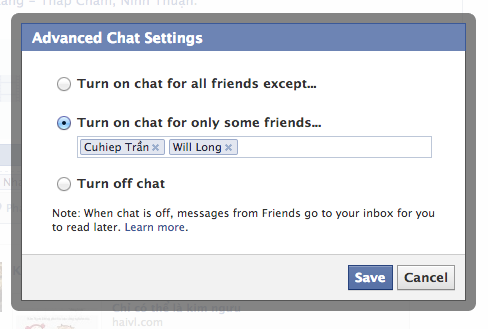 ang – Tháp Chàm, Ninh Thuận.
Advanced Chat Settings
Turn on chat for all friends except...
Turn on chat for only some friends...
Cuhiep Trần Will Long
Turn off chat
Note: When chat is off, messages from Friends go to your inbox for you
to read later. Learn more.
Save Cancel
Chỉ có thể là kim ngưu
haivl.com